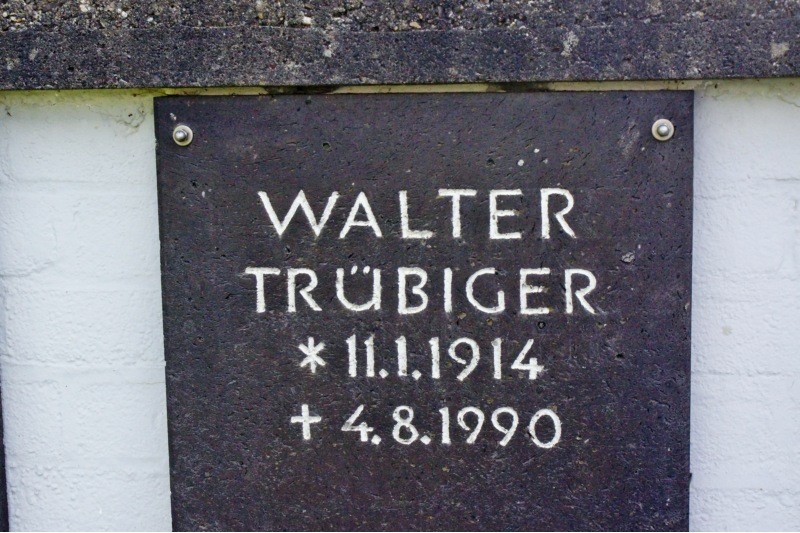 WALTER
TRÜBIGER
* 11.1.1914
† 4.8.1990